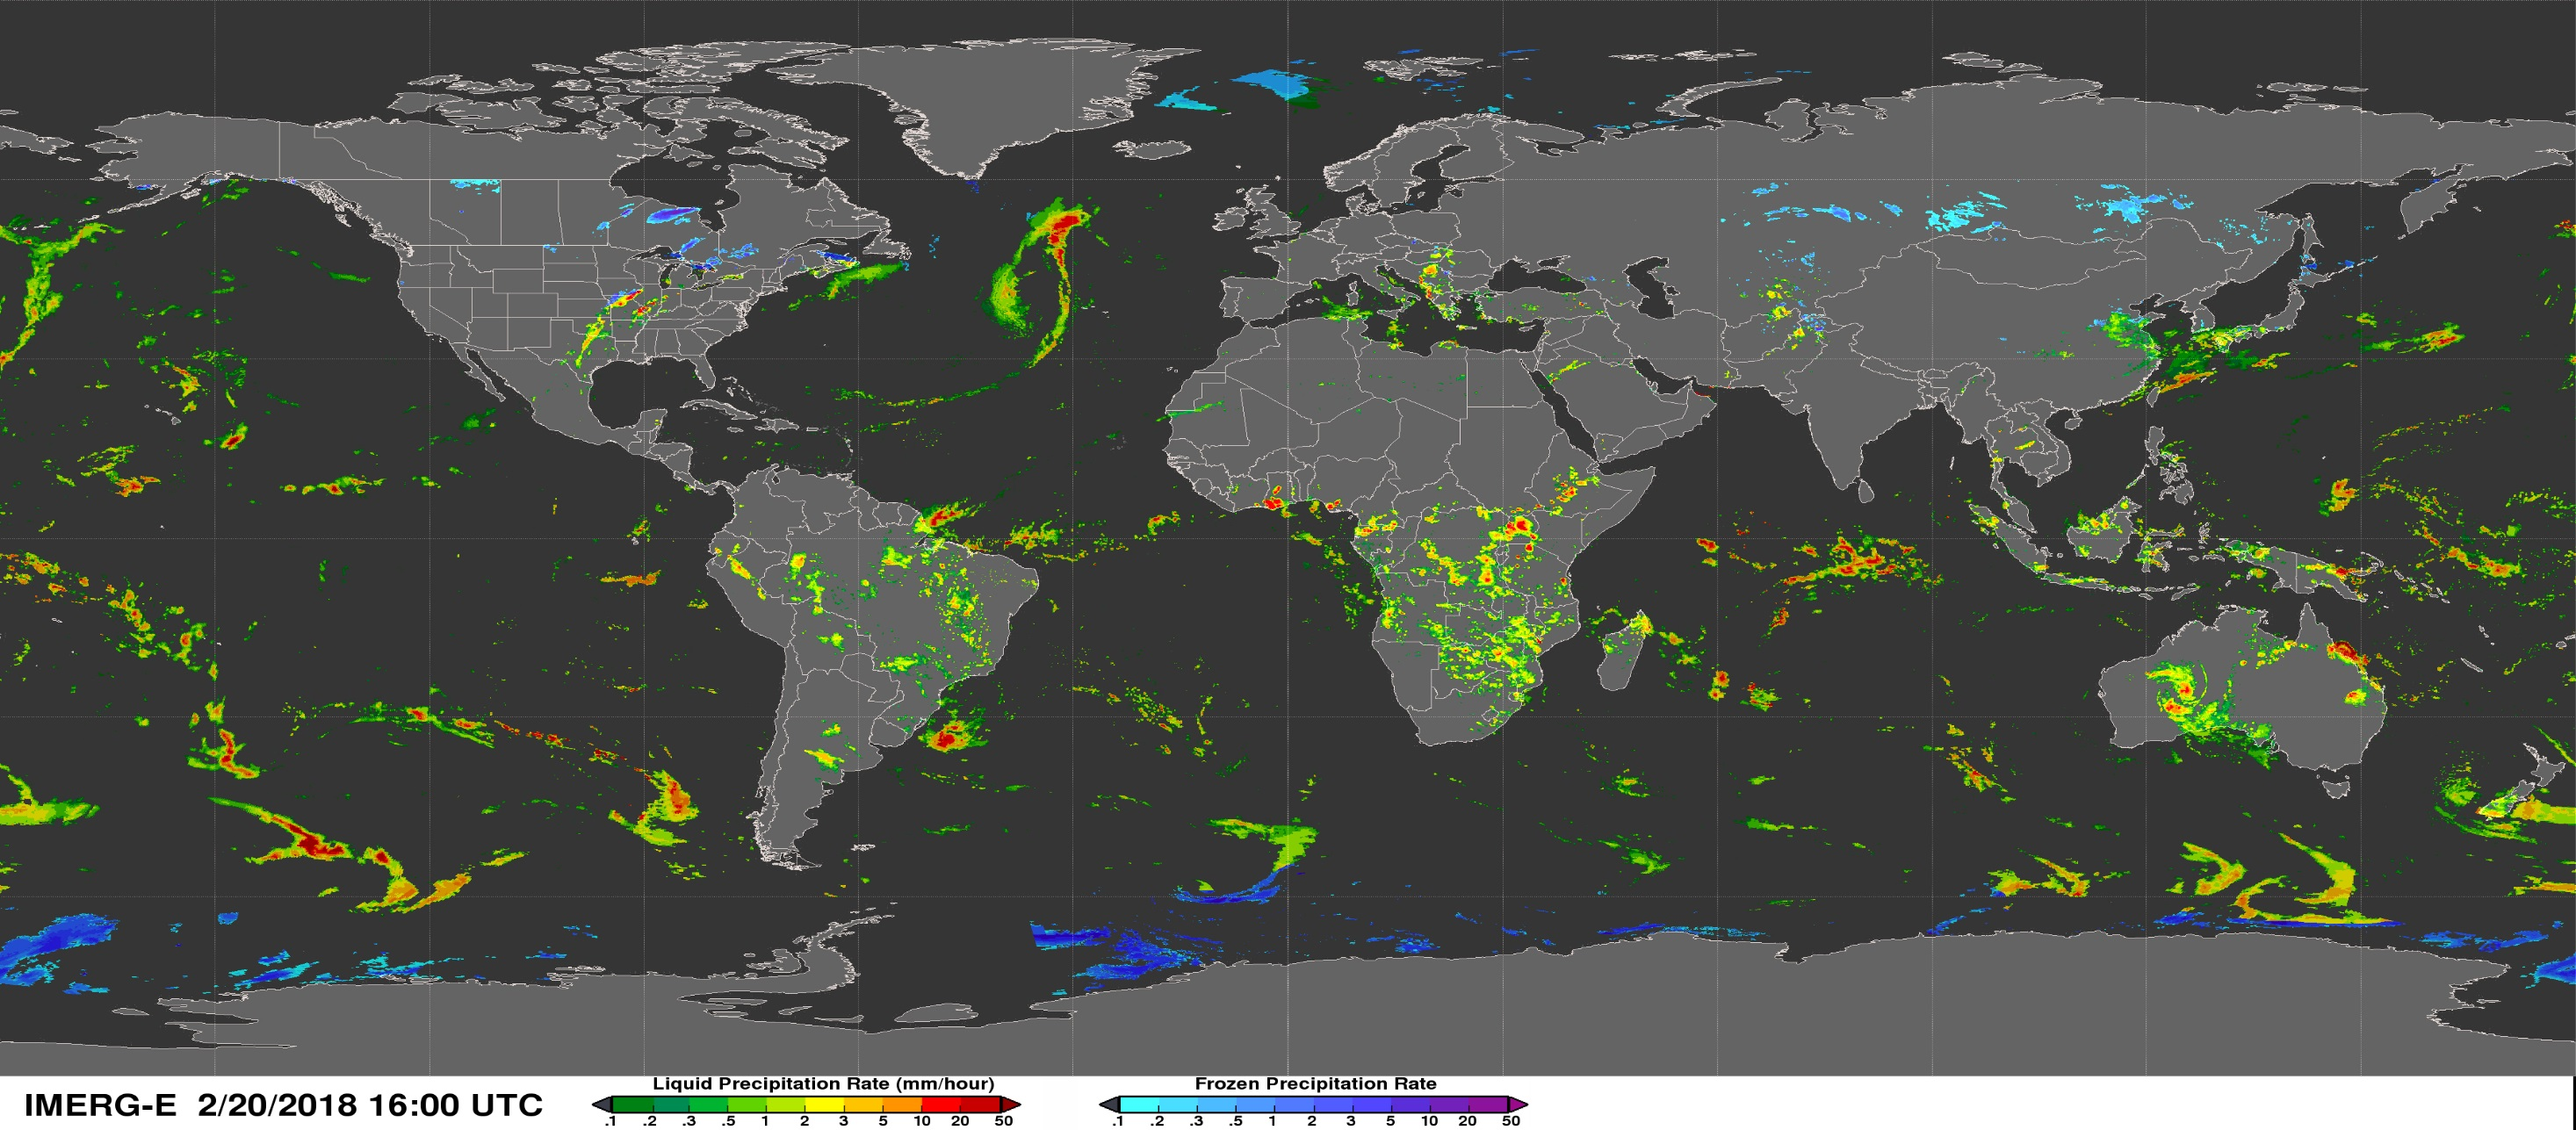 Liquid Precipitation Rate (mm/hour)
Frozen Precipitation Rate
IMERG-E 2/20/2018 16:00 UTC
.1 .2 .3 .5 1 2 3 5 10 20 50
.1 .2 .3 .5 1 2 3 5 10 20 50